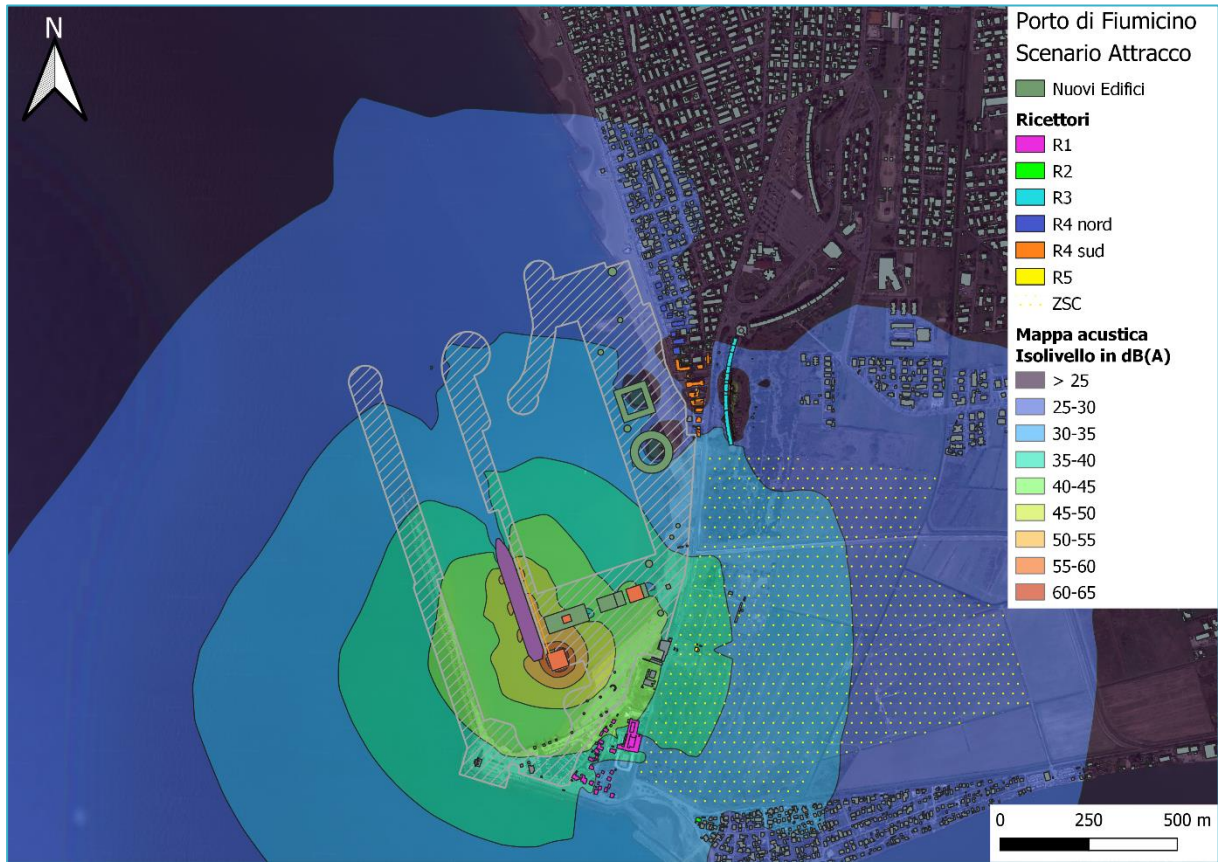 N
Porto di Fiumicino
Scenario Attracco
Nuovi Edifici
Ricettori
R1
R2
R3
R4 nord
R4 sud
R5
ZSC
Mappa acustica
Isolivello in dB(A)
> 25
25-30
30-35
35-40
40-45
45-50
50-55
55-60
60-65
0 250 500 m